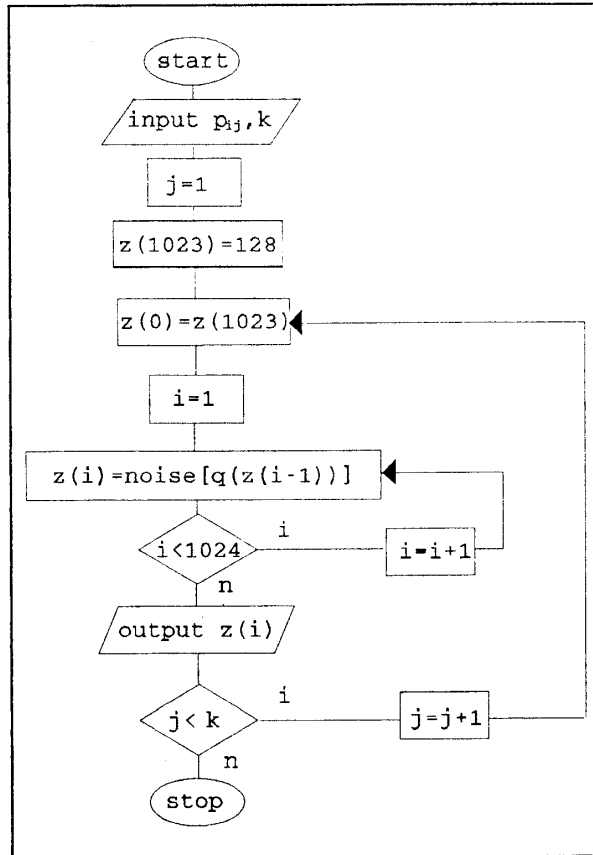 start
input pij,k
j=1
z(1023)=128
z(0)=z(1023)
i=1
z(i)=noise[q(z(i-1))]
i<1024
i
i=i+1
n
output z(i)
j< k
i
j=j+1
n
stop